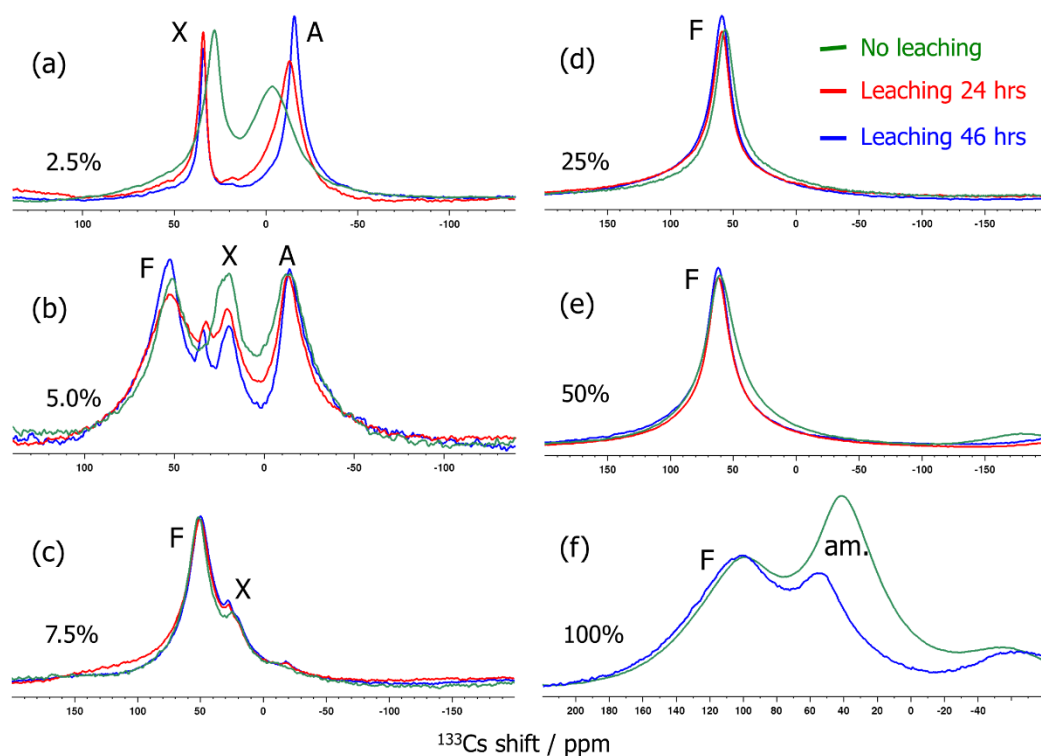 (a)
X
A
2.5%
100
50
0
-50
-100
(b)
F
X
A
5.0%
100
50
0
-50
-100
(c)
F
X
7.5%
150
100
50
0
-50
-100
-150
(d)
F
25%
No leaching
Leaching 24 hrs
Leaching 46 hrs
150
100
50
0
-50
-100
-150
(e)
F
50%
150
100
50
0
-50
-100
-150
(f)
F
am.
100%
200 180 160 140 120 100 80 60 40 20 0 -20 -40
¹³³Cs shift / ppm